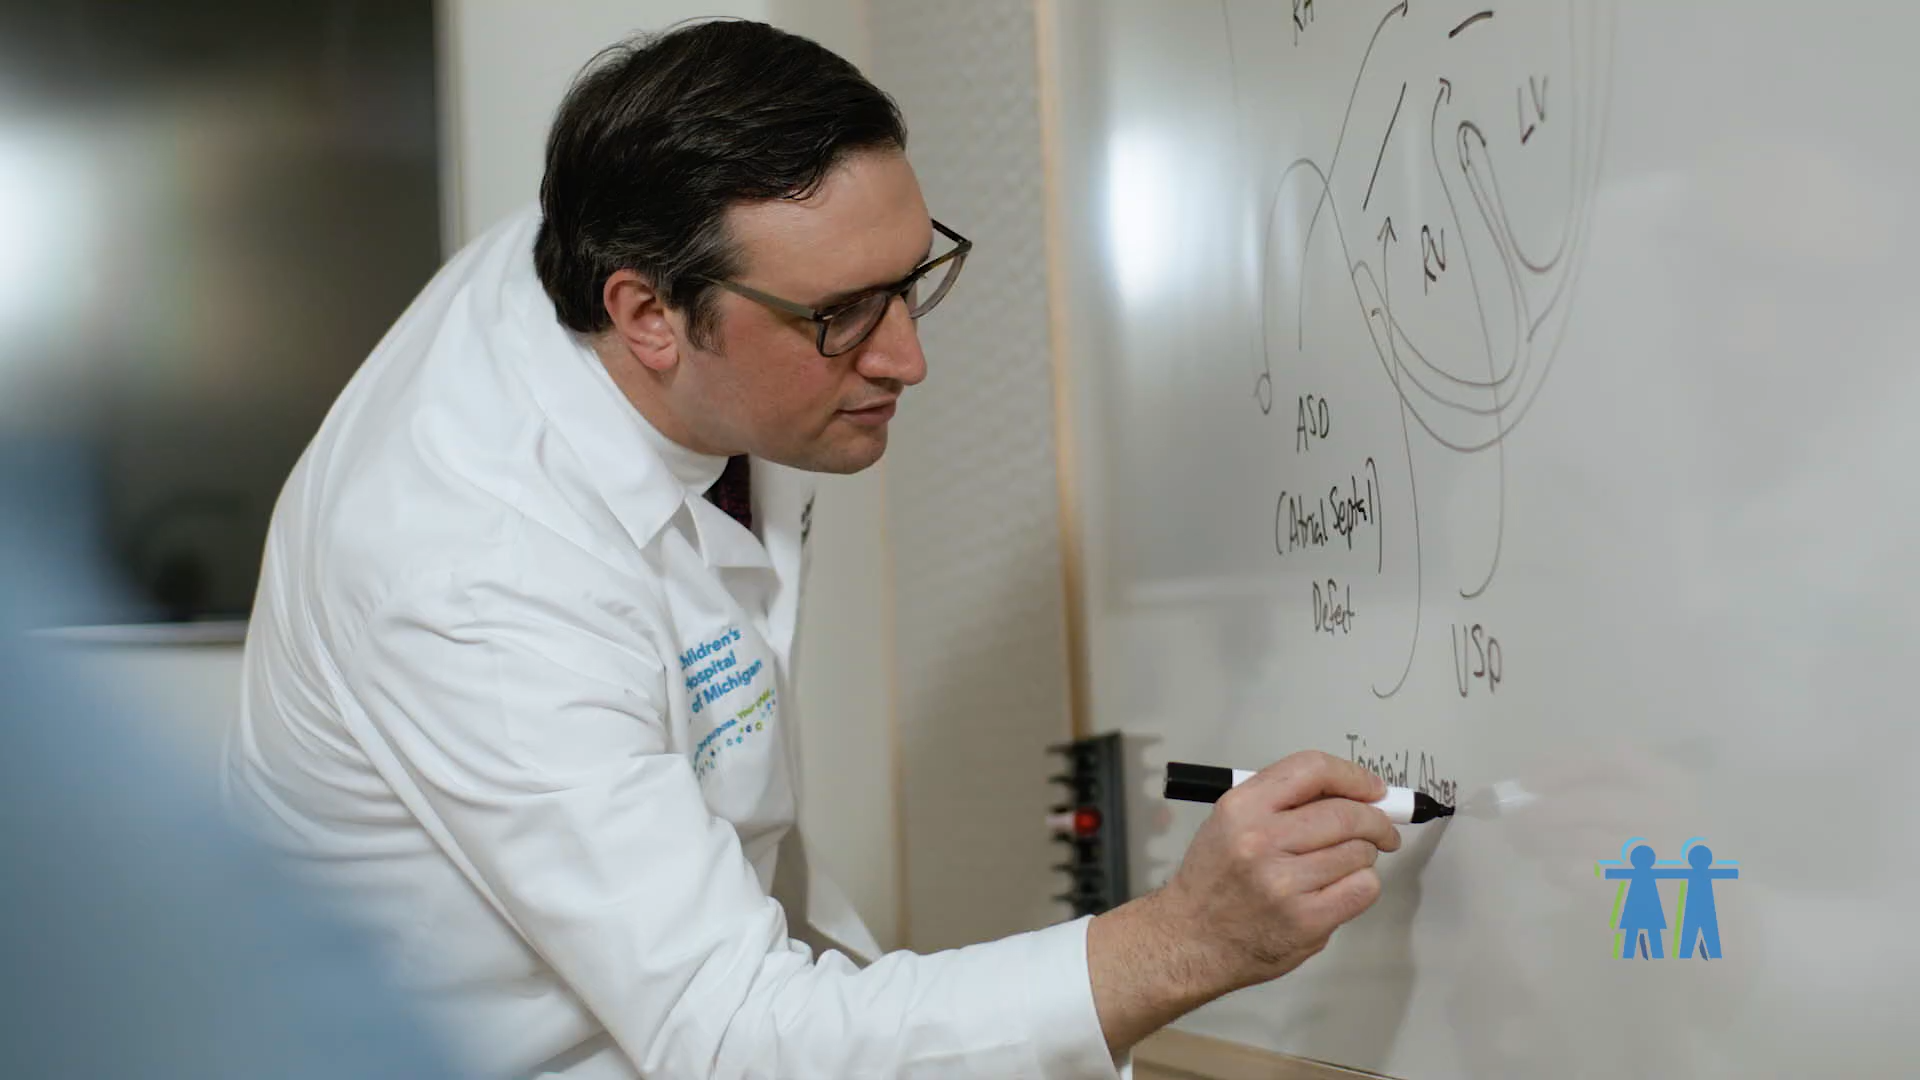 Children's
Hospital
of Michigan
RA
LV
RV
ASD
(Atrial Septal)
Defect
VSD
Tricuspid Atres